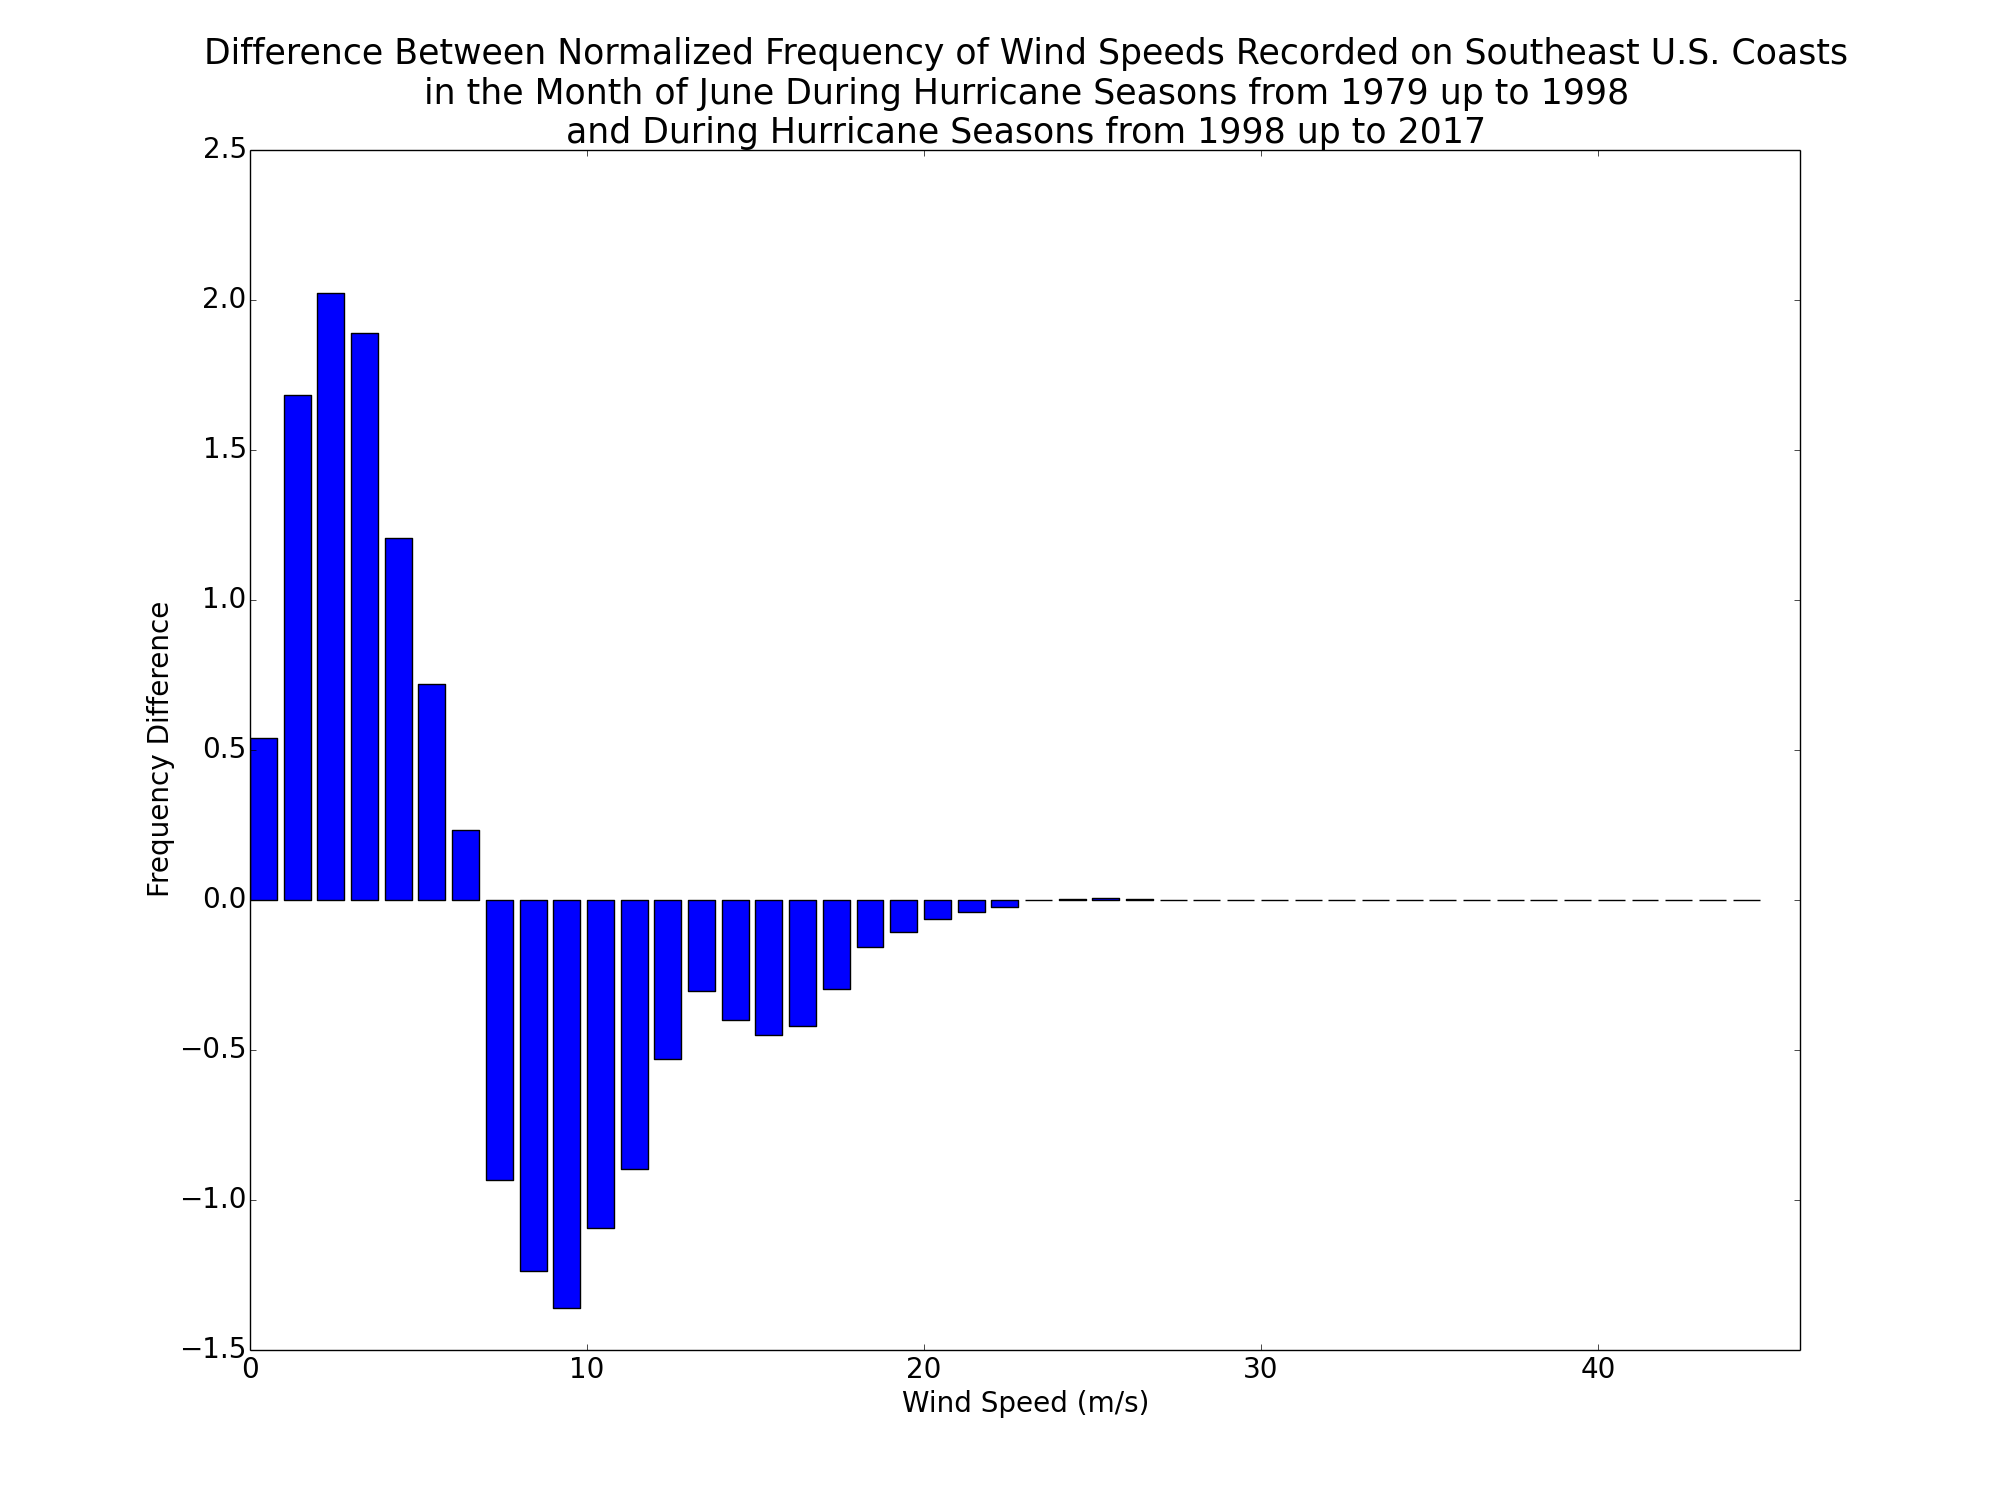 Difference Between Normalized Frequency of Wind Speeds Recorded on Southeast U.S. Coasts
in the Month of June During Hurricane Seasons from 1979 up to 1998
and During Hurricane Seasons from 1998 up to 2017
2.5
2.0
1.5
1.0
0.5
0.0
−0.5
−1.0
−1.5
Frequency Difference
0 10 20 30 40
Wind Speed (m/s)